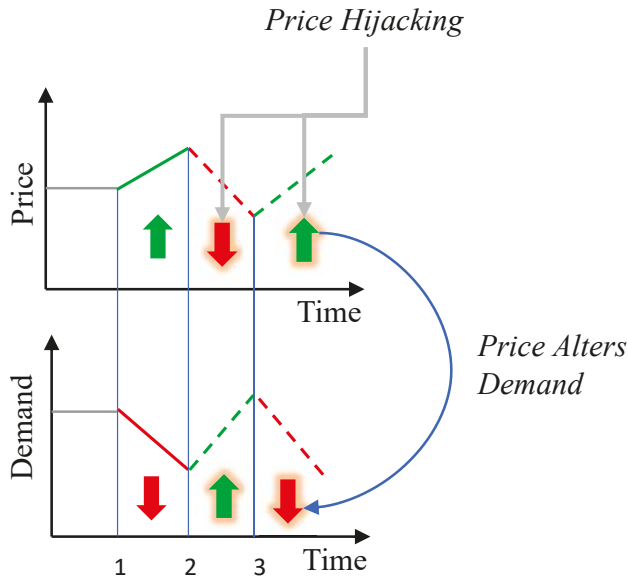 Price Hijacking
Price
Time
Price Alters
Demand
Demand
1 2 3 Time